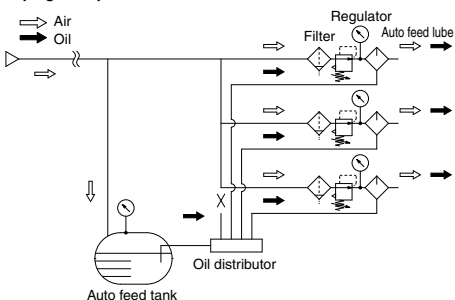 Air
Oil
Regulator
Filter
Auto feed lube
Oil distributor
Auto feed tank